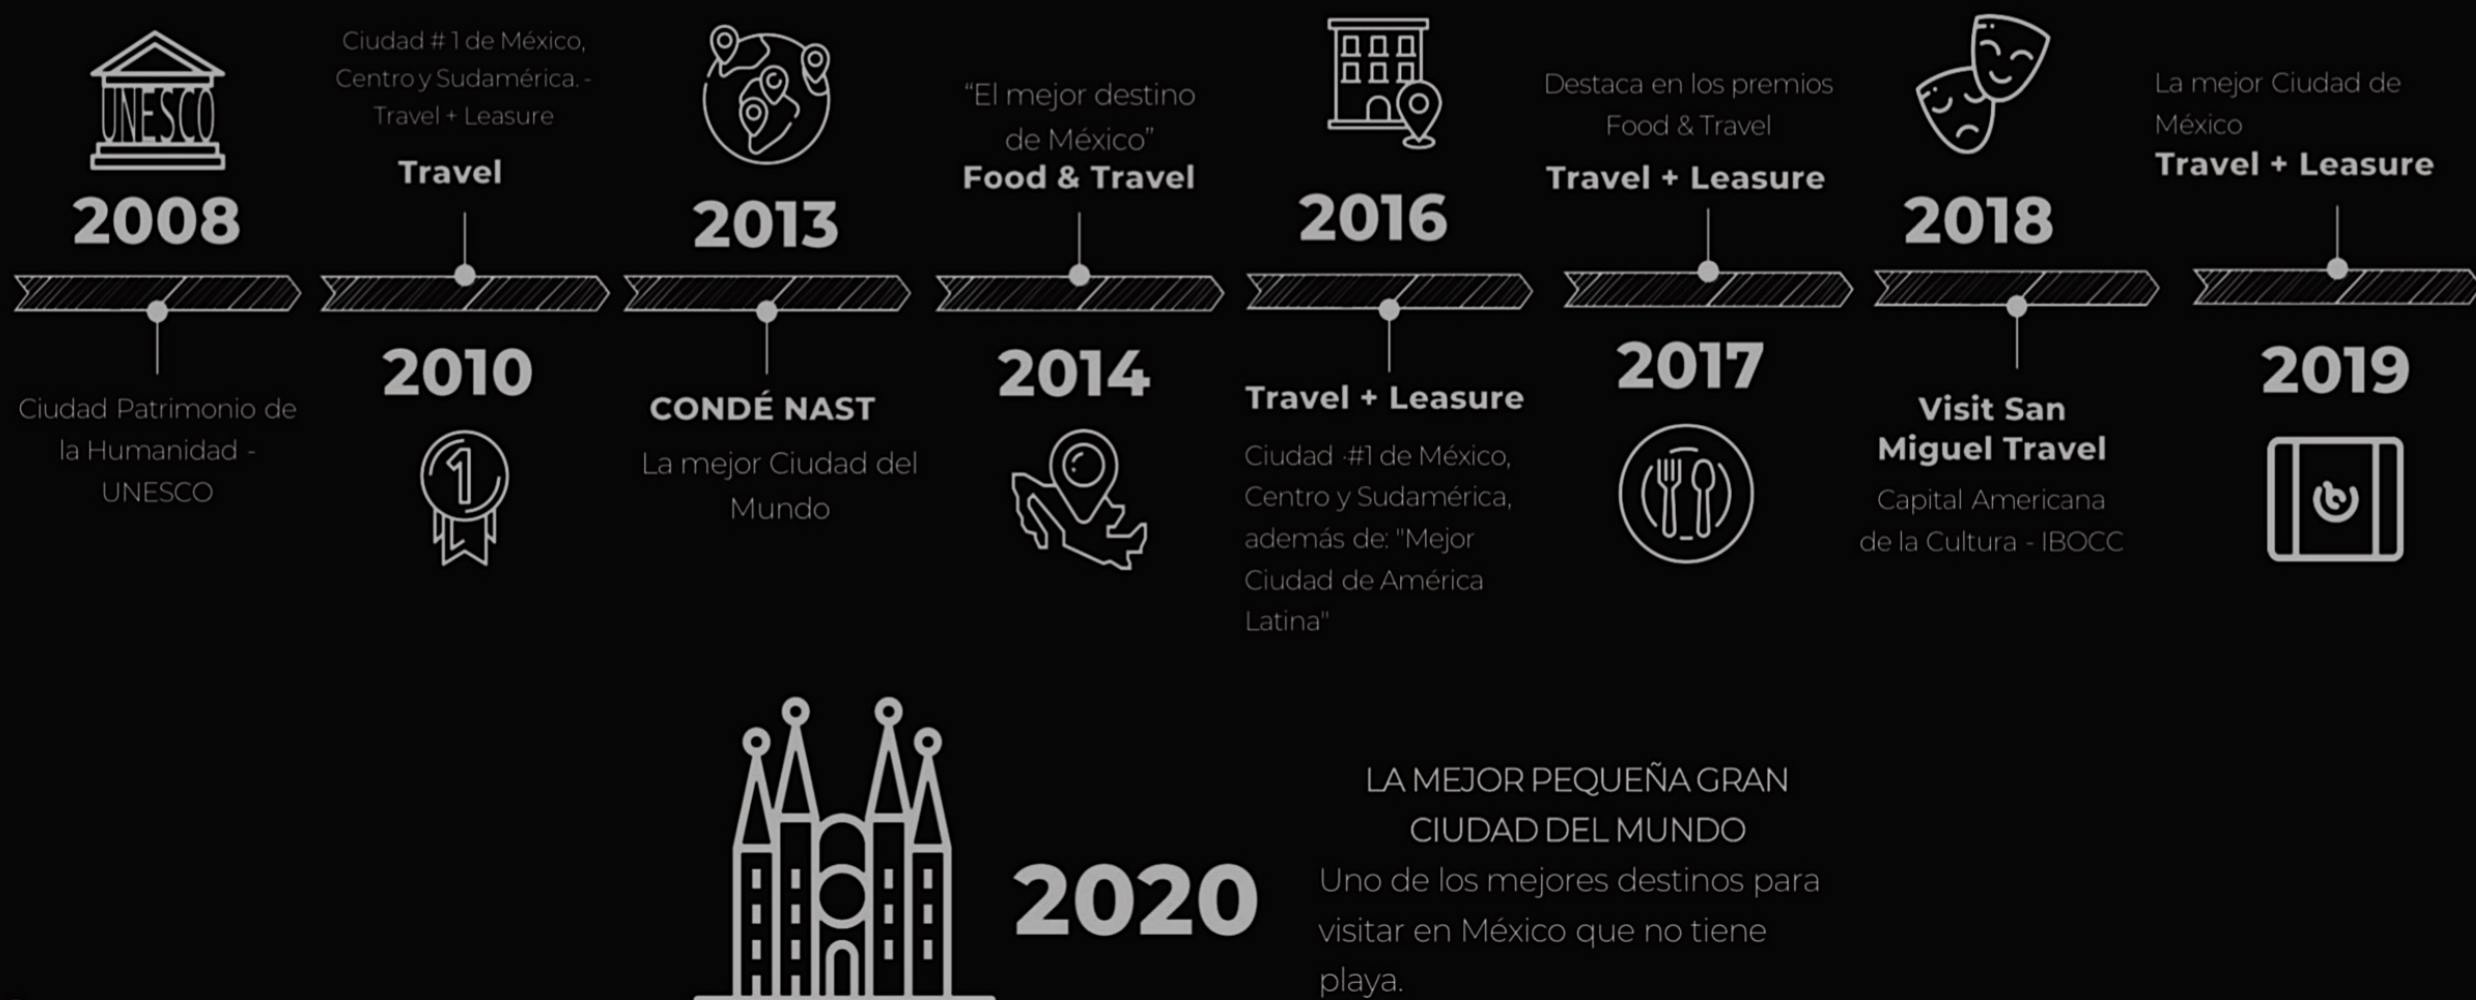 UNESCO
2008
Ciudad Patrimonio de
la Humanidad -
UNESCO
Ciudad # 1 de México,
Centro y Sudamérica. -
Travel + Leasure
Travel
2010
1
2013
CONDÉ NAST
La mejor Ciudad del
Mundo
“El mejor destino
de México”
Food & Travel
2014
2016
Travel + Leasure
Ciudad ·#1 de México,
Centro y Sudamérica,
además de: "Mejor
Ciudad de América
Latina"
Destaca en los premios
Food & Travel
Travel + Leasure
2017
2018
Visit San
Miguel Travel
Capital Americana
de la Cultura - IBOCC
La mejor Ciudad de
México
Travel + Leasure
2019
2020
LA MEJOR PEQUEÑA GRAN
CIUDAD DEL MUNDO
Uno de los mejores destinos para
visitar en México que no tiene
playa.